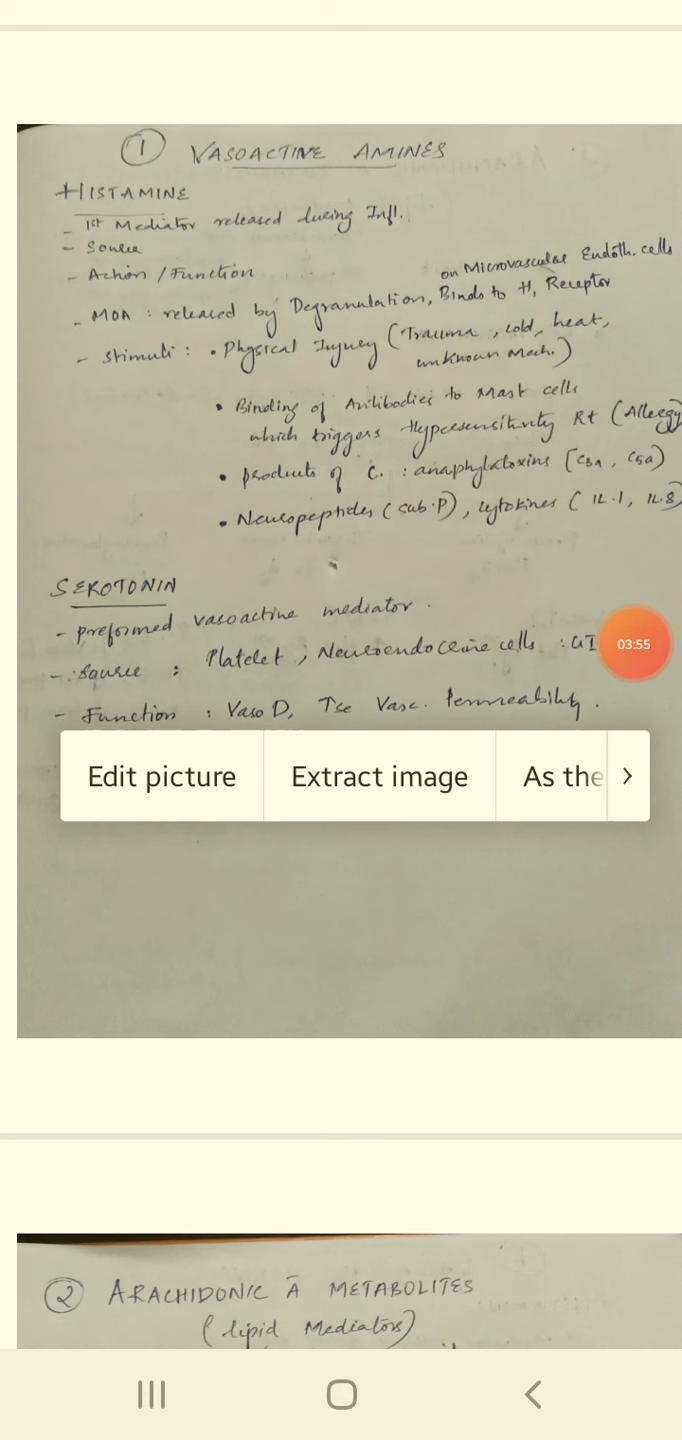 ① VASOACTIVE AMINES
HISTAMINE
- 1st Mediator released during Infl.
- Source
- Action / Function
on Microvascular Endoth. cells
- MOA : released by Degranulation, Binds to H, Receptor
- Stimuli : • Physical Injury (Trauma, cold, heat,
unknown Mech.)
• Binding of Antibodies to Mast cells
which triggers Hypersensitivity Rt (Allergy)
• products of C. : anaphylatoxins [C3a, C5a)
• Neuropeptides (sub.P), cytokines ( IL.1, IL.8)
SEROTONIN
- preformed vasoactive mediator.
- Source : Platelet ; Neuroendocrine cells : GI
03:55
- Function : Vaso D, Tse Vasc. Permeability.
Edit picture Extract image As the
② ARACHIDONIC Ā METABOLITES
(lipid Mediators)